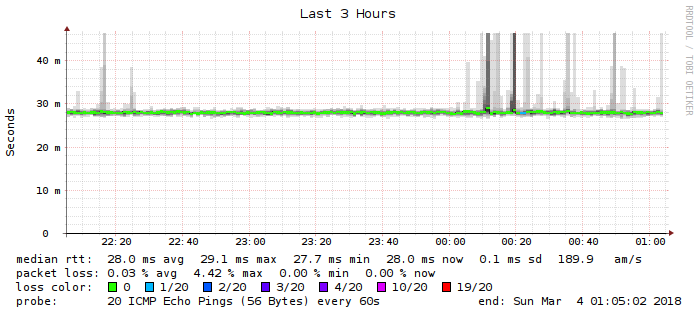 Last 3 Hours
RRDTOOL / TOBI OETIKER
Seconds
40 m
30 m
20 m
10 m
0
22:20 22:40 23:00 23:20 23:40 00:00 00:20 00:40 01:00
median rtt: 28.0 ms avg 29.1 ms max 27.7 ms min 28.0 ms now 0.1 ms sd 189.9 am/s
packet loss: 0.03 % avg 4.42 % max 0.00 % min 0.00 % now
loss color: 0 1/20 2/20 3/20 4/20 10/20 19/20
probe: 20 ICMP Echo Pings (56 Bytes) every 60s end: Sun Mar 4 01:05:02 2018